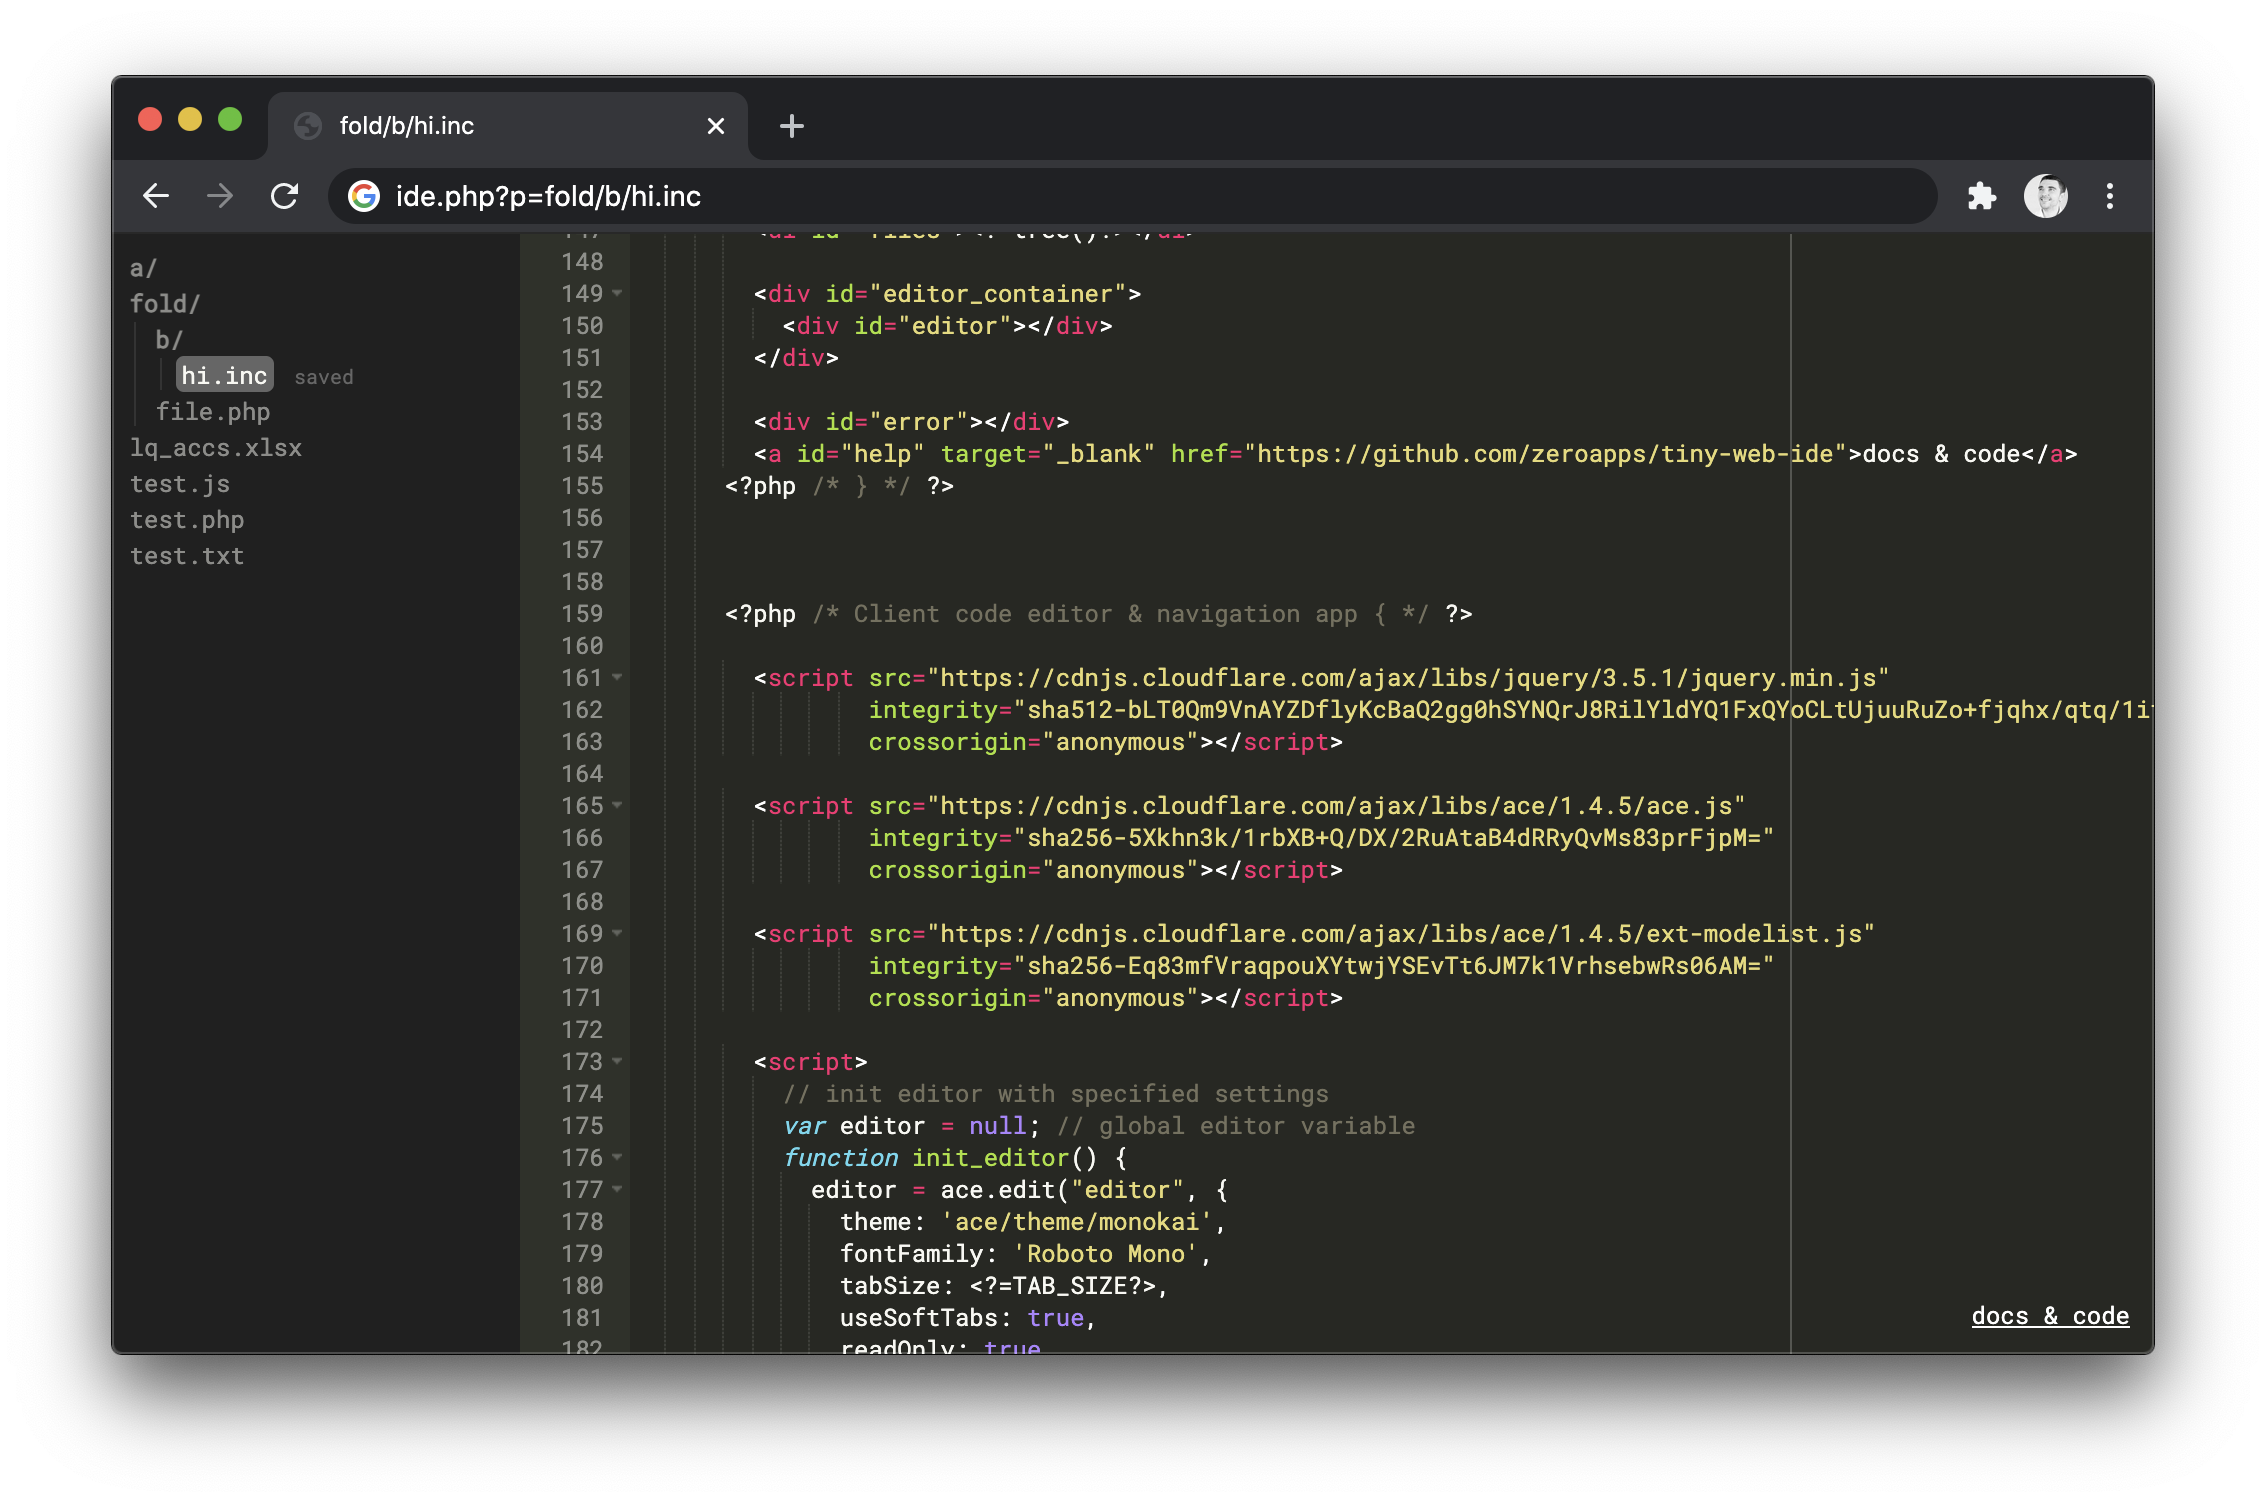 fold/b/hi.inc
ide.php?p=fold/b/hi.inc
a/
fold/
b/
hi.inc saved
file.php
lq_accs.xlsx
test.js
test.php
test.txt
148
149 <div id="editor_container">
150 <div id="editor"></div>
151 </div>
152
153 <div id="error"></div>
154 <a id="help" target="_blank" href="https://github.com/zeroapps/tiny-web-ide">docs & code</a>
155 <?php /* } */ ?>
156
157
158
159 <?php /* Client code editor & navigation app { */ ?>
160
161 <script src="https://cdnjs.cloudflare.com/ajax/libs/jquery/3.5.1/jquery.min.js"
162 integrity="sha512-bLT0Qm9VnAYZDflyKcBaQ2gg0hSYNQrJ8RilYldYQ1FxQYoCLtUjuuRuZo+fjqhx/qtq/1i
163 crossorigin="anonymous"></script>
164
165 <script src="https://cdnjs.cloudflare.com/ajax/libs/ace/1.4.5/ace.js"
166 integrity="sha256-5Xkhn3k/1rbXB+Q/DX/2RuAtaB4dRRyQvMs83prFjpM="
167 crossorigin="anonymous"></script>
168
169 <script src="https://cdnjs.cloudflare.com/ajax/libs/ace/1.4.5/ext-modelist.js"
170 integrity="sha256-Eq83mfVraqpouXYtwjYSEvTt6JM7k1VrhsebwRs06AM="
171 crossorigin="anonymous"></script>
172
173 <script>
174 // init editor with specified settings
175 var editor = null; // global editor variable
176 function init_editor() {
177 editor = ace.edit("editor", {
178 theme: 'ace/theme/monokai',
179 fontFamily: 'Roboto Mono',
180 tabSize: <?=TAB_SIZE?>,
181 useSoftTabs: true,
182 readOnly: true
docs & code